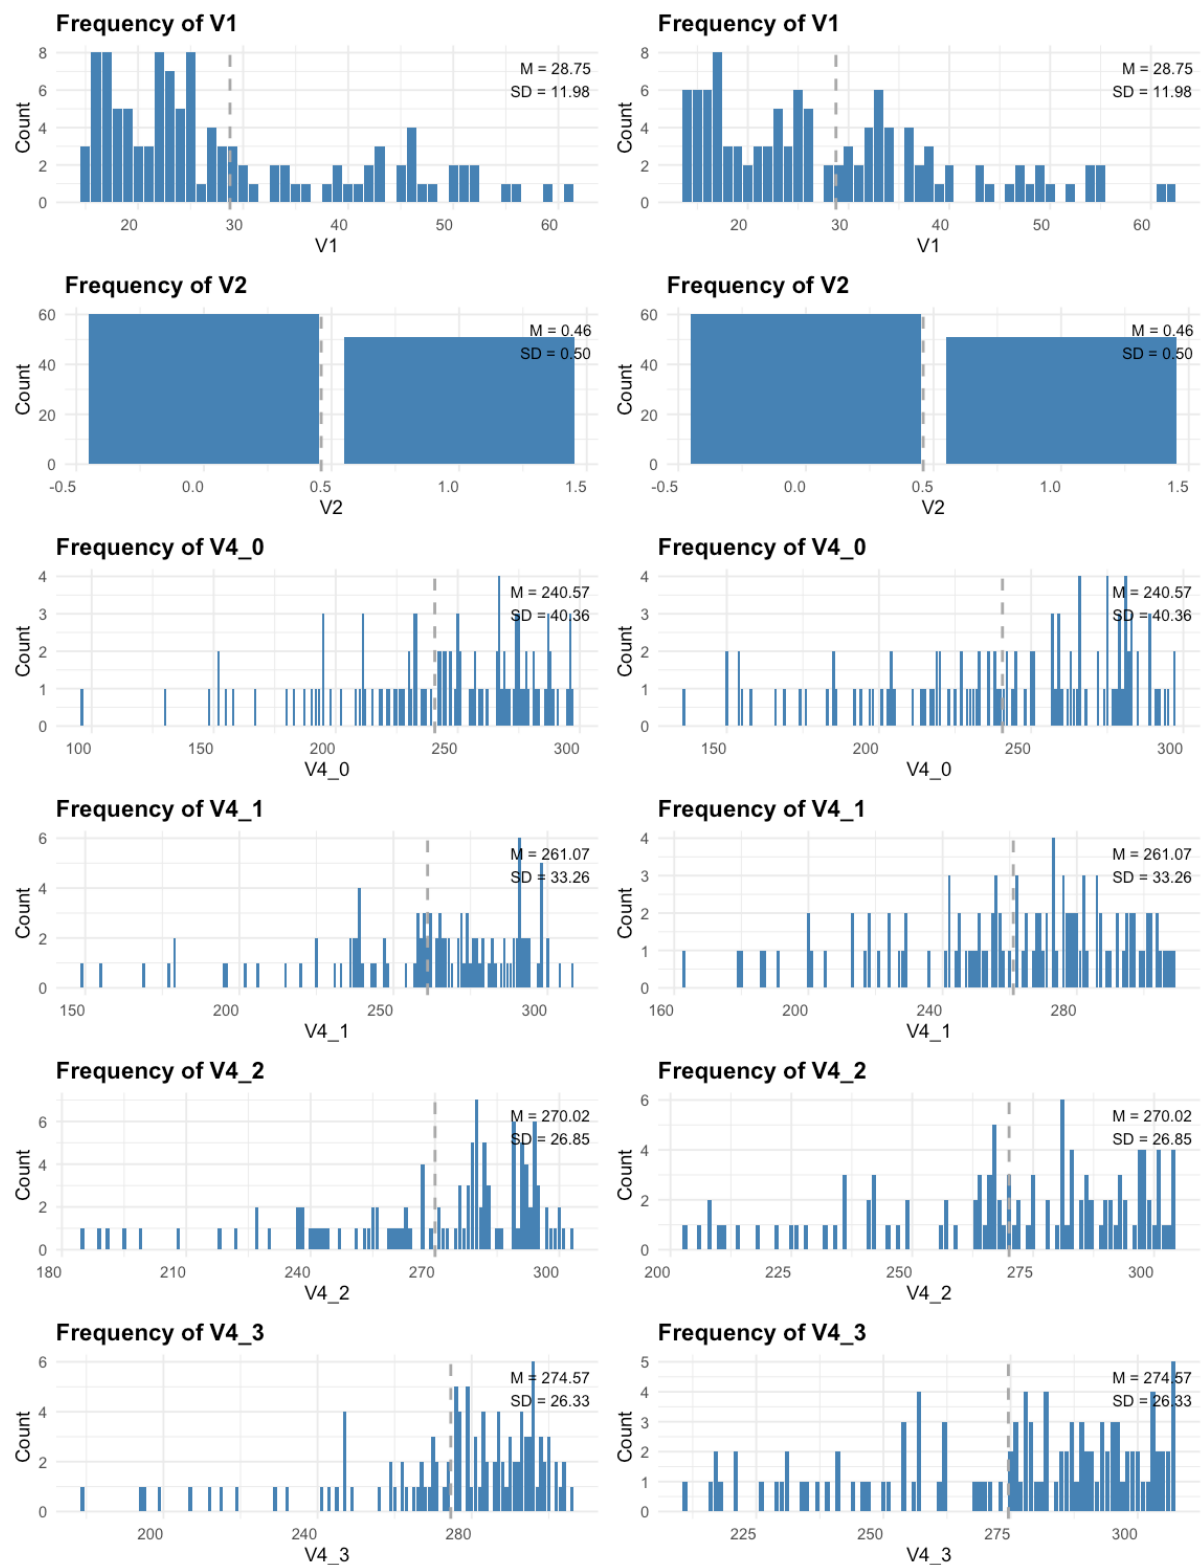 Frequency of V1
8
6
4
2
0
Count
M = 28.75
SD = 11.98
20 30 40 50 60
V1
Frequency of V1
8
6
4
2
0
Count
M = 28.75
SD = 11.98
20 30 40 50 60
V1
Frequency of V2
60
40
20
0
Count
M = 0.46
SD = 0.50
-0.5 0.0 0.5 1.0 1.5
V2
Frequency of V2
60
40
20
0
Count
M = 0.46
SD = 0.50
-0.5 0.0 0.5 1.0 1.5
V2
Frequency of V4_0
4
3
2
1
0
Count
M = 240.57
SD = 40.36
100 150 200 250 300
V4_0
Frequency of V4_0
4
3
2
1
0
Count
M = 240.57
SD = 40.36
150 200 250 300
V4_0
Frequency of V4_1
6
4
2
0
Count
M = 261.07
SD = 33.26
150 200 250 300
V4_1
Frequency of V4_1
4
3
2
1
0
Count
M = 261.07
SD = 33.26
160 200 240 280
V4_1
Frequency of V4_2
6
4
2
0
Count
M = 270.02
SD = 26.85
180 210 240 270 300
V4_2
Frequency of V4_2
6
4
2
0
Count
M = 270.02
SD = 26.85
200 225 250 275 300
V4_2
Frequency of V4_3
6
4
2
0
Count
M = 274.57
SD = 26.33
200 240 280
V4_3
Frequency of V4_3
5
4
3
2
1
0
Count
M = 274.57
SD = 26.33
225 250 275 300
V4_3